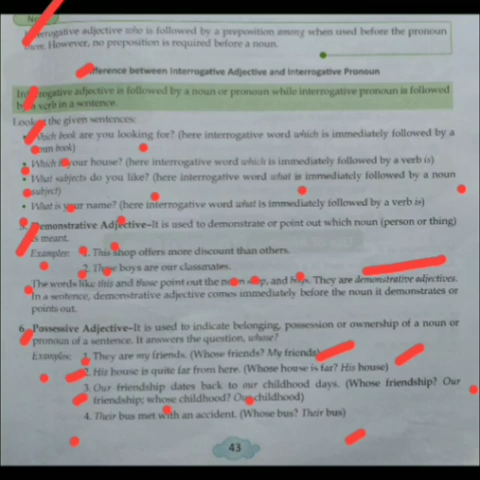 Interrogative adjective who is followed by a preposition among when used before the pronoun
them. However, no preposition is required before a noun.
Difference between Interrogative Adjective and Interrogative Pronoun
Interrogative adjective is followed by a noun or pronoun while interrogative pronoun is followed
by a verb in a sentence.
Look at the given sentences:
• Which book are you looking for? (here interrogative word which is immediately followed by a
noun book)
• Which is your house? (here interrogative word which is immediately followed by a verb is)
• What subjects do you like? (here interrogative word what is immediately followed by a noun
subject)
• What is your name? (here interrogative word what is immediately followed by a verb is)
5. Demonstrative Adjective–It is used to demonstrate or point out which noun (person or thing)
is meant.
Examples: 1. This shop offers more discount than others.
2. Those boys are our classmates.
The words like this and those point out the noun shop, and boys. They are demonstrative adjectives.
In a sentence, demonstrative adjective comes immediately before the noun it demonstrates or
points out.
6. Possessive Adjective–It is used to indicate belonging, possession or ownership of a noun or
pronoun of a sentence. It answers the question, whose?
Examples: 1. They are my friends. (Whose friends? My friends)
2. His house is quite far from here. (Whose house is far? His house)
3. Our friendship dates back to our childhood days. (Whose friendship? Our
friendship; whose childhood? Our childhood)
4. Their bus met with an accident. (Whose bus? Their bus)
43